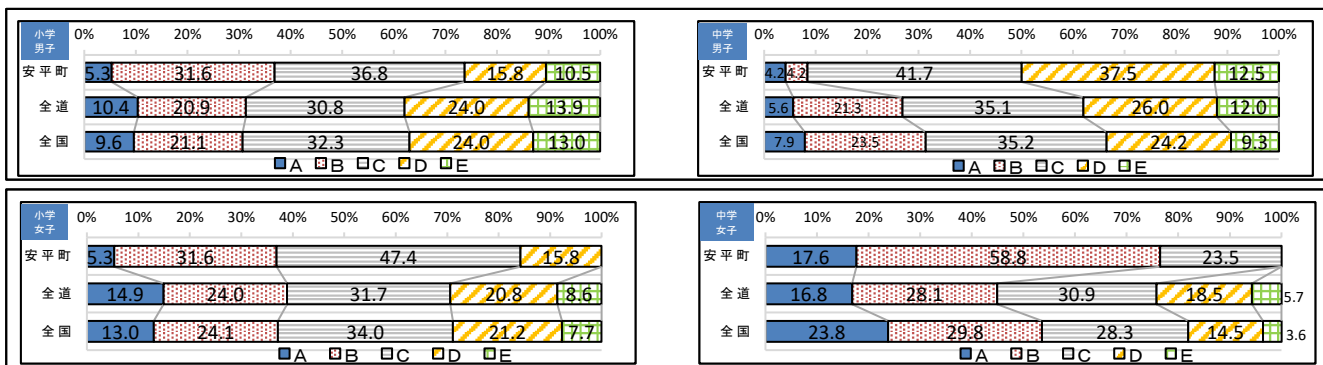 小学
男子
0% 10% 20% 30% 40% 50% 60% 70% 80% 90% 100%
安平町 5.3 31.6 36.8 15.8 10.5
全道 10.4 20.9 30.8 24.0 13.9
全国 9.6 21.1 32.3 24.0 13.0
A B C D E
中学
男子
0% 10% 20% 30% 40% 50% 60% 70% 80% 90% 100%
安平町 4.2 4.2 41.7 37.5 12.5
全道 5.6 21.3 35.1 26.0 12.0
全国 7.9 23.5 35.2 24.2 9.3
A B C D E
小学
女子
0% 10% 20% 30% 40% 50% 60% 70% 80% 90% 100%
安平町 5.3 31.6 47.4 15.8
全道 14.9 24.0 31.7 20.8 8.6
全国 13.0 24.1 34.0 21.2 7.7
A B C D E
中学
女子
0% 10% 20% 30% 40% 50% 60% 70% 80% 90% 100%
安平町 17.6 58.8 23.5
全道 16.8 28.1 30.9 18.5 5.7
全国 23.8 29.8 28.3 14.5 3.6
A B C D E